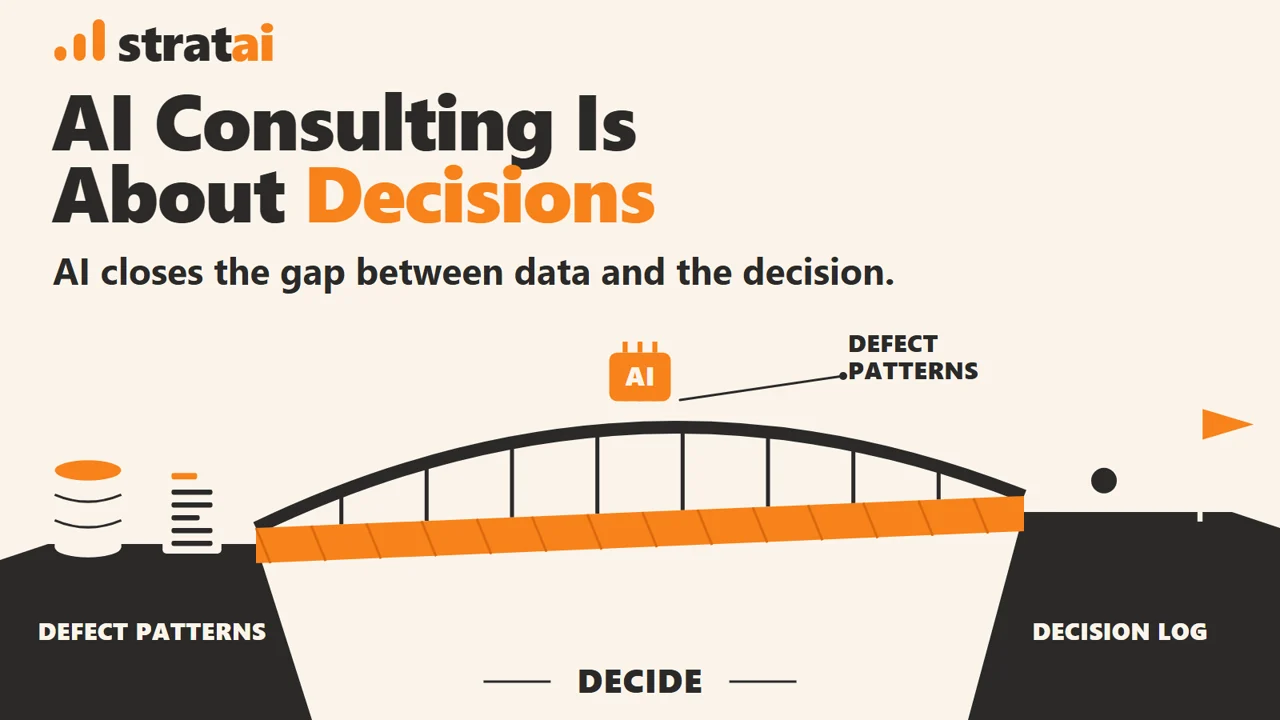 stratai
AI Consulting Is
About Decisions
AI closes the gap between data and the decision.
AI
DEFECT
PATTERNS
DEFECT PATTERNS
DECISION LOG
DECIDE